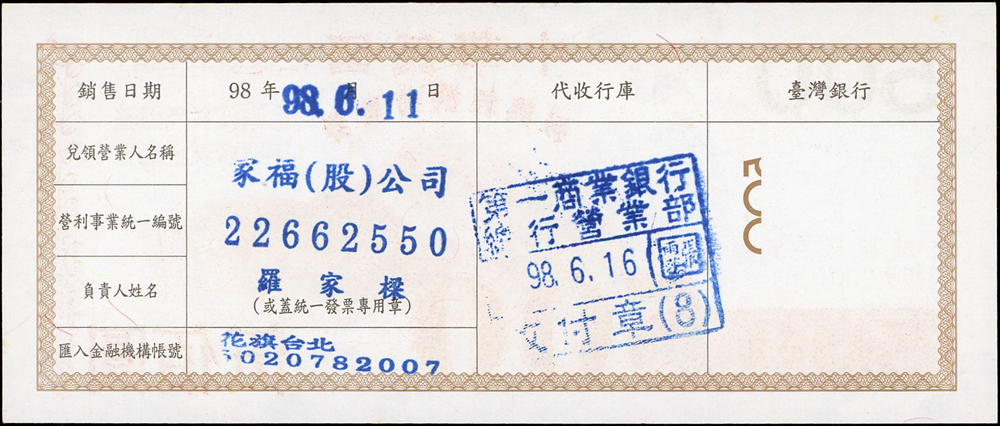 銷售日期 98 年 月 日 代收行庫 臺灣銀行
98.6.11
兌領營業人名稱 家福(股)公司
營利事業統一編號 22662550
負責人姓名 羅家樑
(或蓋統一發票專用章)
匯入金融機構帳號 花旗台北
5020782007
第一商業銀行
總行營業部
98.6.16
付章(8)